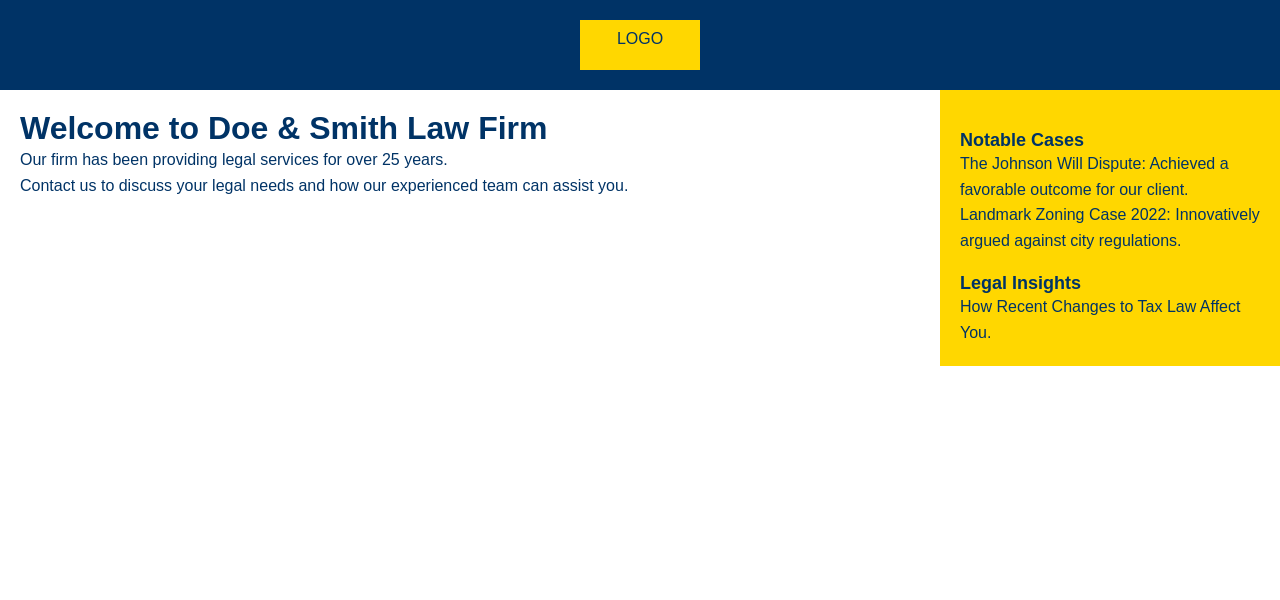 LOGO
Welcome to Doe & Smith Law Firm
Our firm has been providing legal services for over 25 years.
Contact us to discuss your legal needs and how our experienced team can assist you.
Notable Cases
The Johnson Will Dispute: Achieved a
favorable outcome for our client.
Landmark Zoning Case 2022: Innovatively
argued against city regulations.
Legal Insights
How Recent Changes to Tax Law Affect
You.